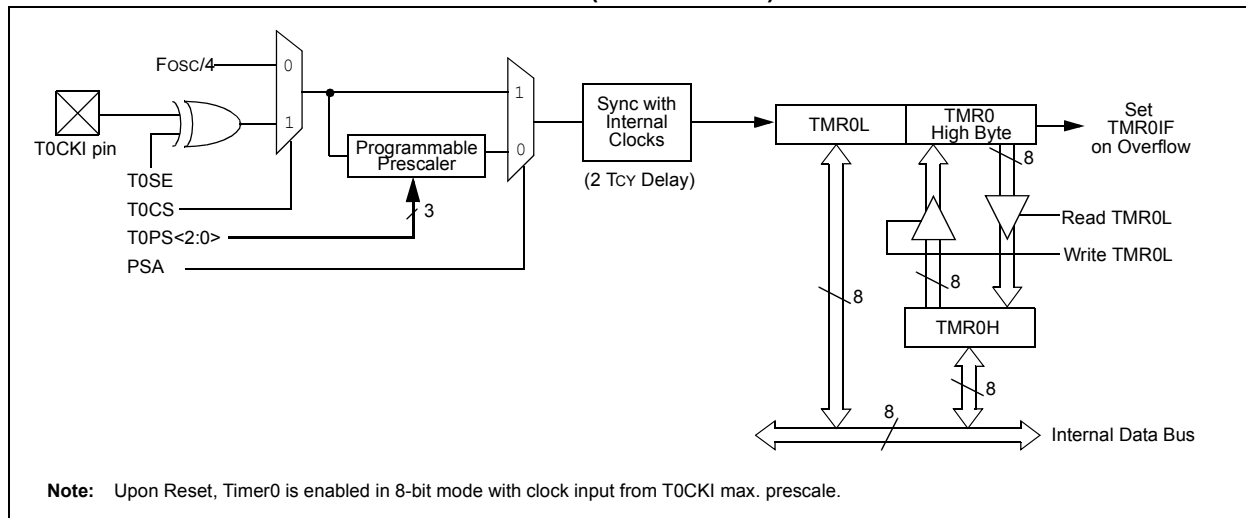 Fosc/4
0
1
T0CKI pin
T0SE
T0CS
T0PS<2:0>
PSA
Programmable
Prescaler
3
1
0
Sync with
Internal
Clocks
(2 TCY Delay)
TMR0L
TMR0
High Byte
Set
TMR0IF
on Overflow
8
Read TMR0L
Write TMR0L
8
8
TMR0H
8
8
Internal Data Bus
Note: Upon Reset, Timer0 is enabled in 8-bit mode with clock input from T0CKI max. prescale.